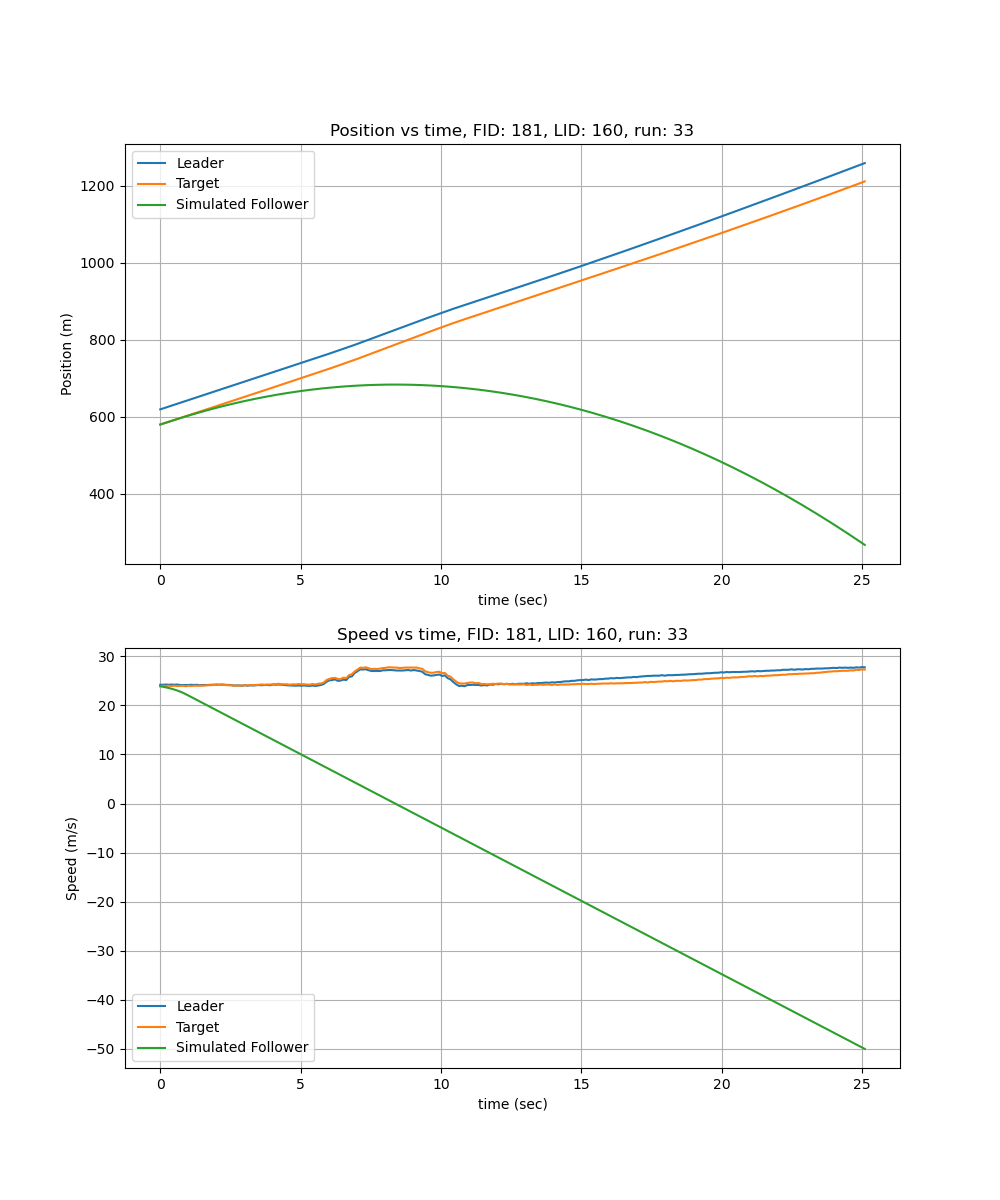 Position vs time, FID: 181, LID: 160, run: 33
Leader
Target
Simulated Follower
1200
1000
800
600
400
Position (m)
0 5 10 15 20 25
time (sec)
Speed vs time, FID: 181, LID: 160, run: 33
30
20
10
0
−10
−20
−30
−40
−50
Speed (m/s)
Leader
Target
Simulated Follower
0 5 10 15 20 25
time (sec)